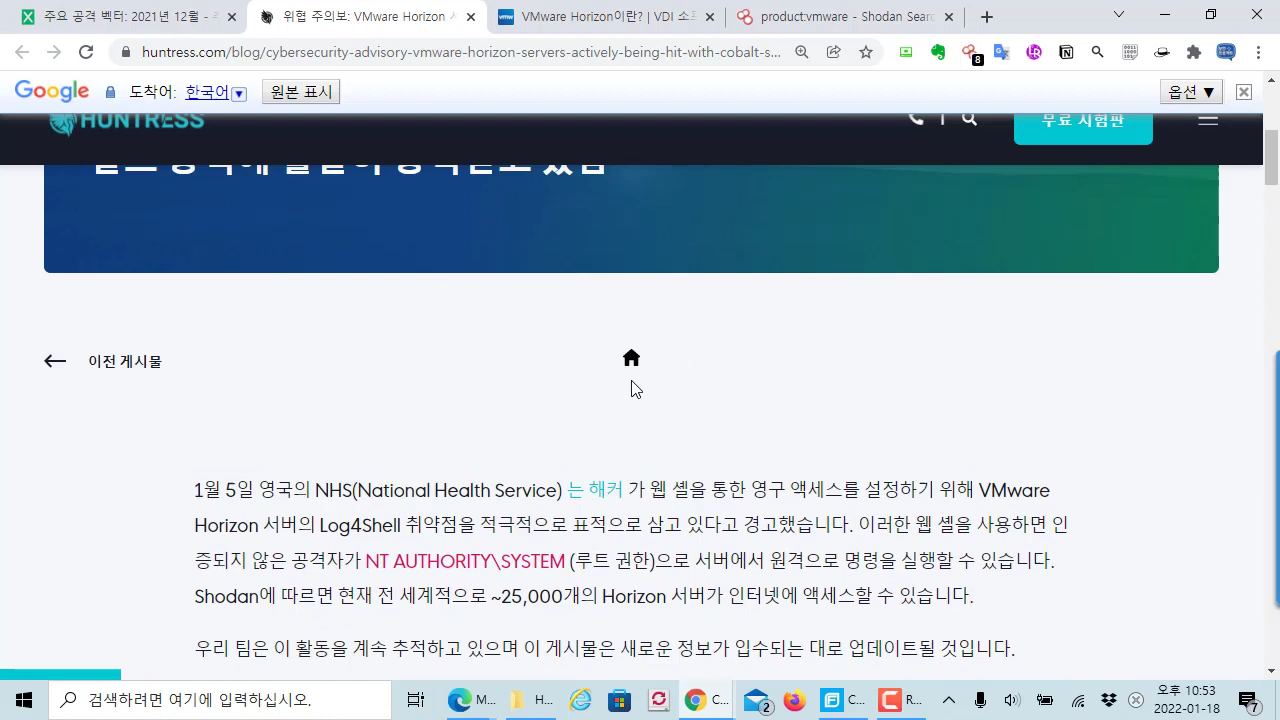 주요 공격 벡터: 2021년 12월 -
위협 주의보: VMware Horizon
VMware Horizon이란? | VDI 소프
product:vmware - Shodan Sear
huntress.com/blog/cybersecurity-advisory-vmware-horizon-servers-actively-being-hit-with-cobalt-s...
8
Google 도착어: 한국어 원본 표시 옵션 ▼
HUNTRESS
무료 시험판
이전 게시물
1월 5일 영국의 NHS(National Health Service) 는 해커 가 웹 셸을 통한 영구 액세스를 설정하기 위해 VMware
Horizon 서버의 Log4Shell 취약점을 적극적으로 표적으로 삼고 있다고 경고했습니다. 이러한 웹 셸을 사용하면 인
증되지 않은 공격자가 NT AUTHORITY\SYSTEM (루트 권한)으로 서버에서 원격으로 명령을 실행할 수 있습니다.
Shodan에 따르면 현재 전 세계적으로 ~25,000개의 Horizon 서버가 인터넷에 액세스할 수 있습니다.
우리 팀은 이 활동을 계속 추적하고 있으며 이 게시물은 새로운 정보가 입수되는 대로 업데이트될 것입니다.
검색하려면 여기에 입력하십시오.
M...
H...
C...
2
C...
R...
오후 10:53
2022-01-18
7